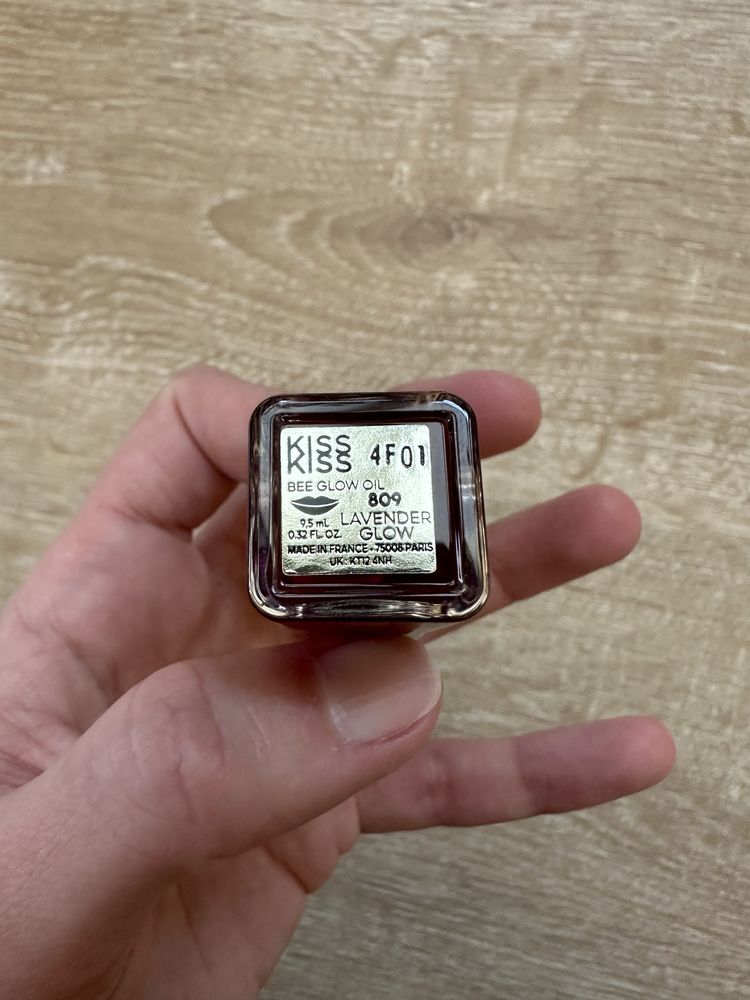 KISS
KISS
4F01
BEE GLOW OIL
809
LAVENDER
GLOW
9,5 mL
0.32 FL. OZ.
MADE IN FRANCE - 75008 PARIS
UK : KT12 4NH